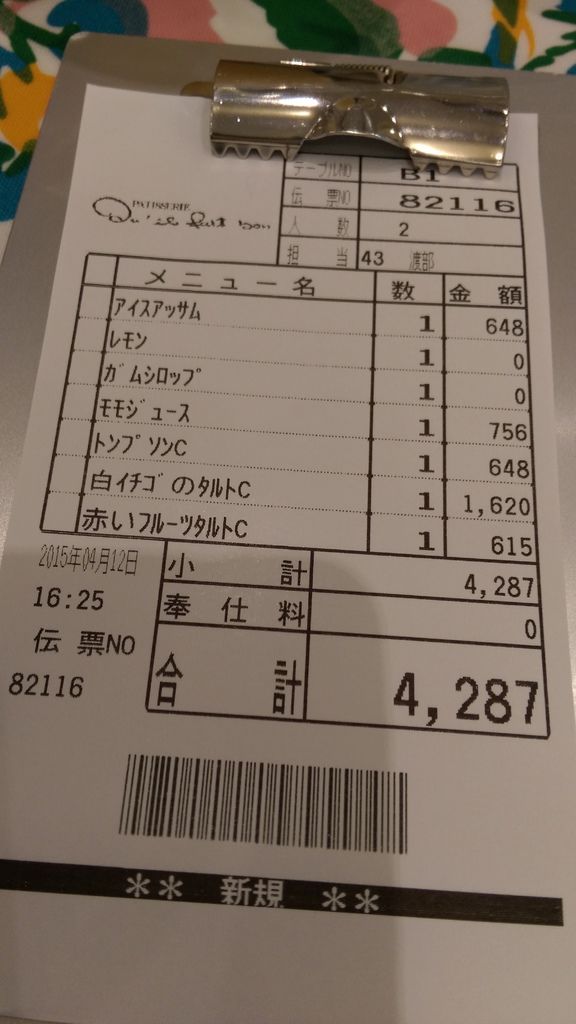 テーブルNO B1
伝 票NO 82116
人 数 2
担 当 43 渡部
PATISSERIE
Qu'il fait bon
メ ニ ュ ー 名 数 金 額
アイスアッサム 1 648
レモン 1 0
ガムシロップ 1 0
モモジュース 1 756
トンプソンC 1 648
白イチゴのタルトC 1 1,620
赤いフルーツタルトC 1 615
2015年04月12日
16:25
伝 票NO
82116
小 計 4,287
奉 仕 料 0
合 計 4,287
** 新規 **